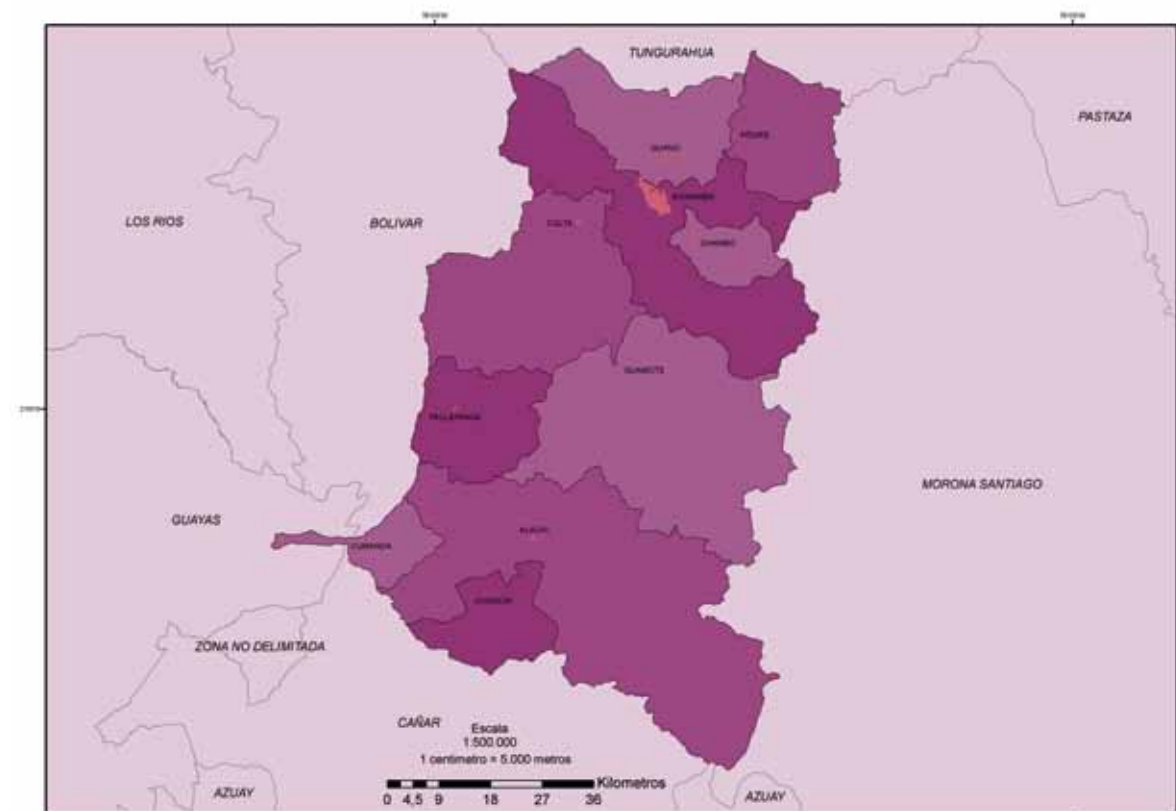 TUNGURAHUA
PASTAZA
GUANO
PENIPE
RIOBAMBA
LOS RIOS
BOLIVAR
COLTA
CHAMBO
GUAMOTE
PALLATANGA
MORONA SANTIAGO
GUAYAS
ALAUSI
CUMANDA
CHUNCHI
ZONA NO DELIMITADA
CAÑAR
Escala
1:500.000
1 centimetro = 5.000 metros
Kilometros
0 4,5 9 18 27 36
AZUAY
AZUAY